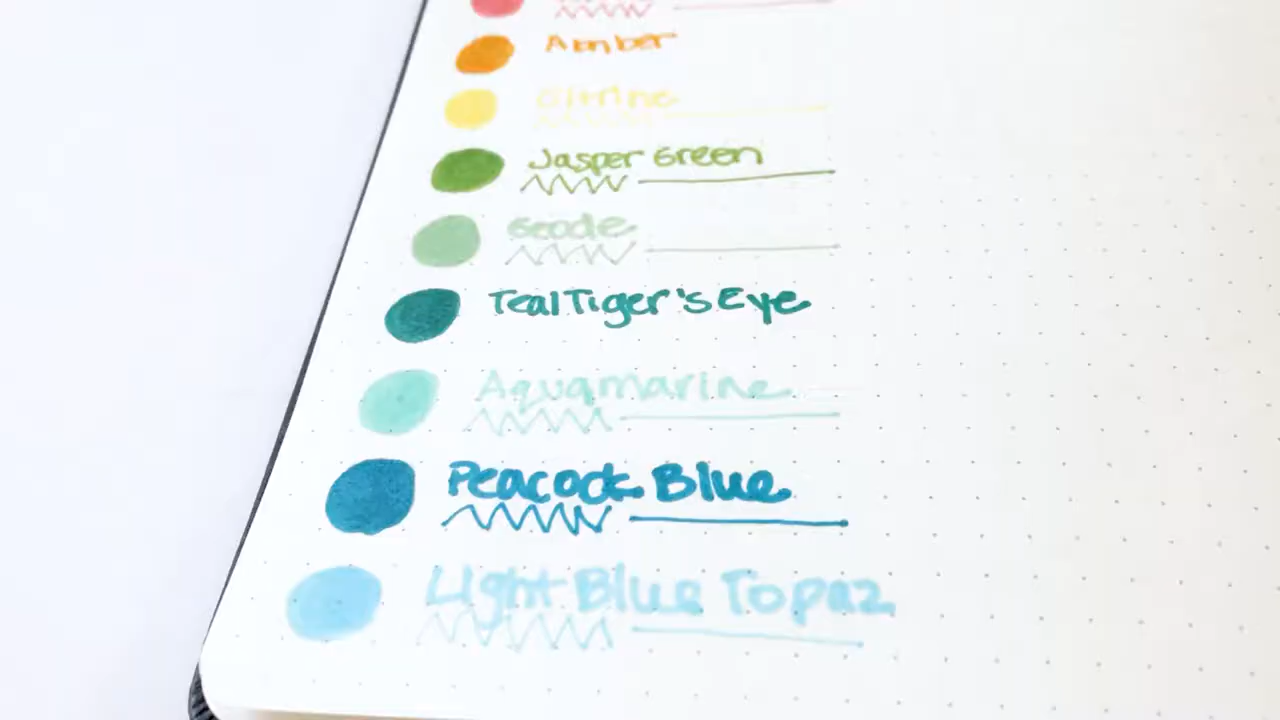 Amber
Citrine
Jasper Green
Geode
Teal Tiger's Eye
Aquamarine
Peacock Blue
Light Blue Topaz